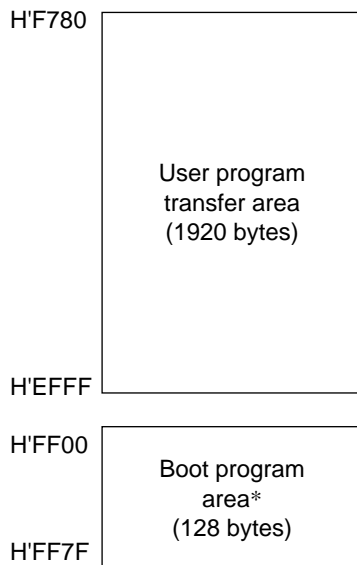 H'F780
User program
transfer area
(1920 bytes)
H'EFFF
H'FF00
Boot program
area*
(128 bytes)
H'FF7F